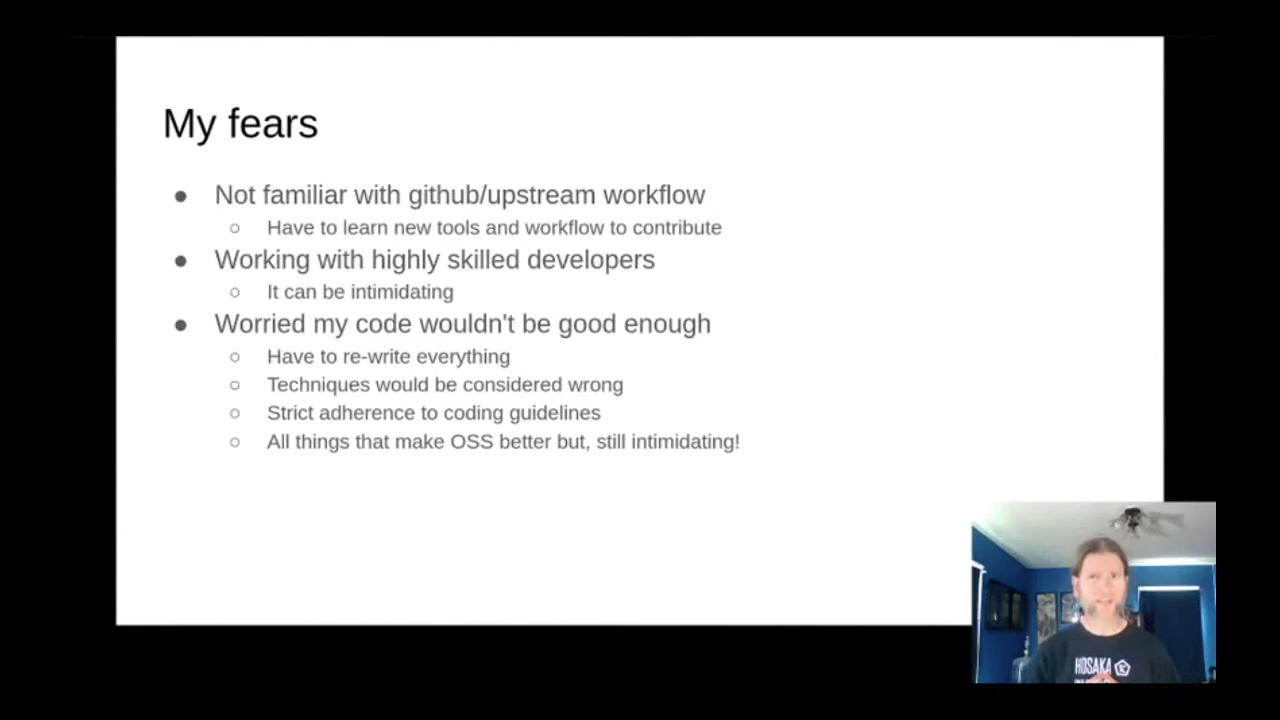 My fears
Not familiar with github/upstream workflow
Have to learn new tools and workflow to contribute
Working with highly skilled developers
It can be intimidating
Worried my code wouldn't be good enough
Have to re-write everything
Techniques would be considered wrong
Strict adherence to coding guidelines
All things that make OSS better but, still intimidating!
HOSAKA